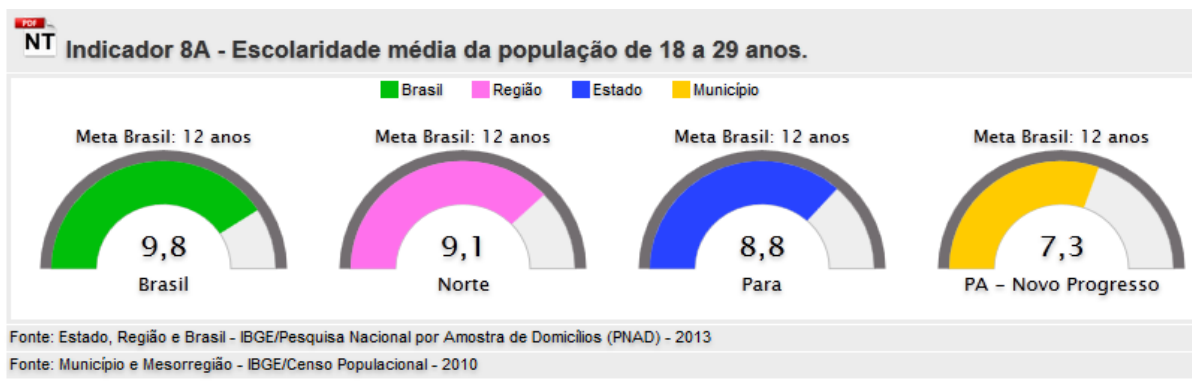 PDF
NT
Indicador 8A - Escolaridade média da população de 18 a 29 anos.
Brasil Região Estado Município
Meta Brasil: 12 anos Meta Brasil: 12 anos Meta Brasil: 12 anos Meta Brasil: 12 anos
9,8 9,1 8,8 7,3
Brasil Norte Para PA - Novo Progresso
Fonte: Estado, Região e Brasil - IBGE/Pesquisa Nacional por Amostra de Domicílios (PNAD) - 2013
Fonte: Município e Mesorregião - IBGE/Censo Populacional - 2010